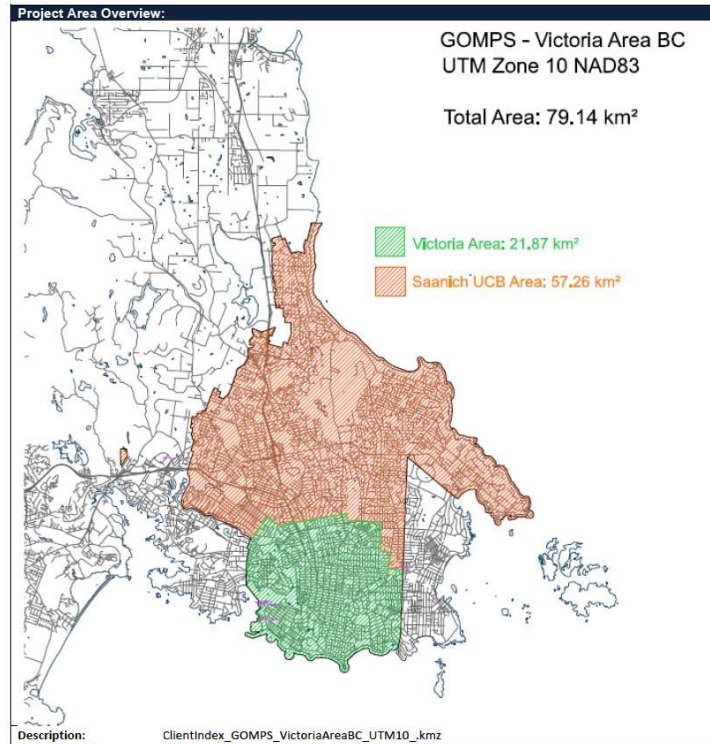 Project Area Overview:
GOMPS - Victoria Area BC
UTM Zone 10 NAD83
Total Area: 79.14 km²
Victoria Area: 21.87 km²
Saanich UCB Area: 57.26 km²
Description: ClientIndex_GOMPS_VictoriaAreaBC_UTM10_.kmz